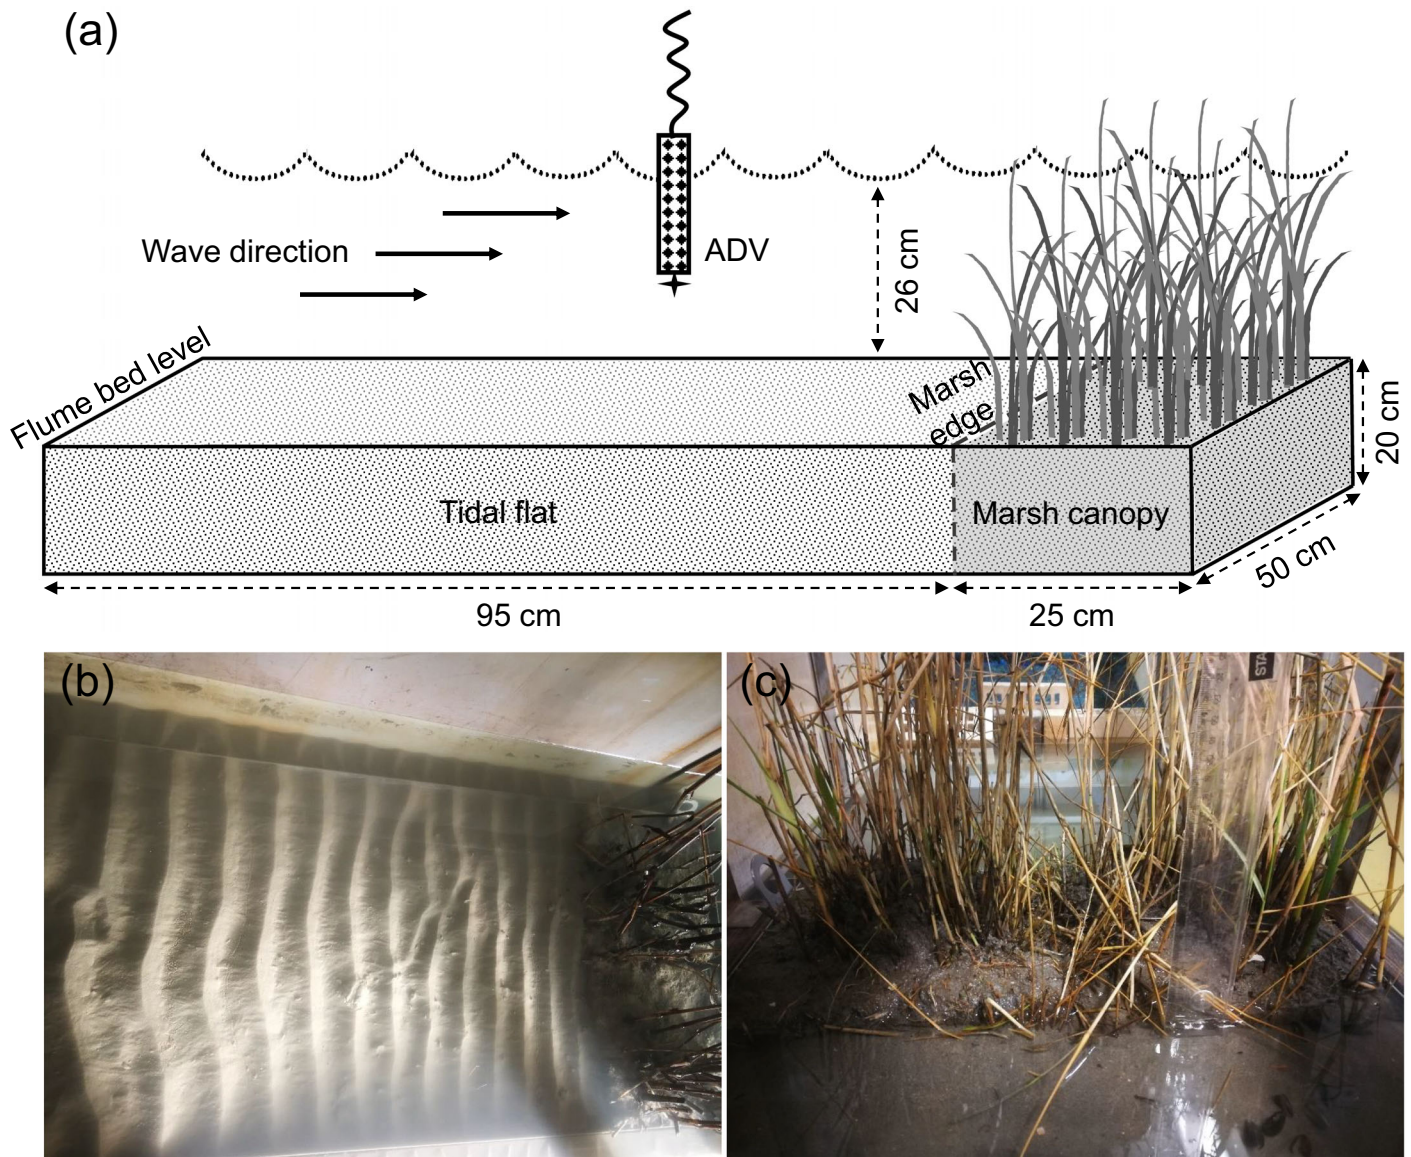 (a)
Wave direction
ADV
26 cm
Flume bed level
Marsh
edge
20 cm
Tidal flat
Marsh canopy
50 cm
95 cm
25 cm
(b)
(c)
STA